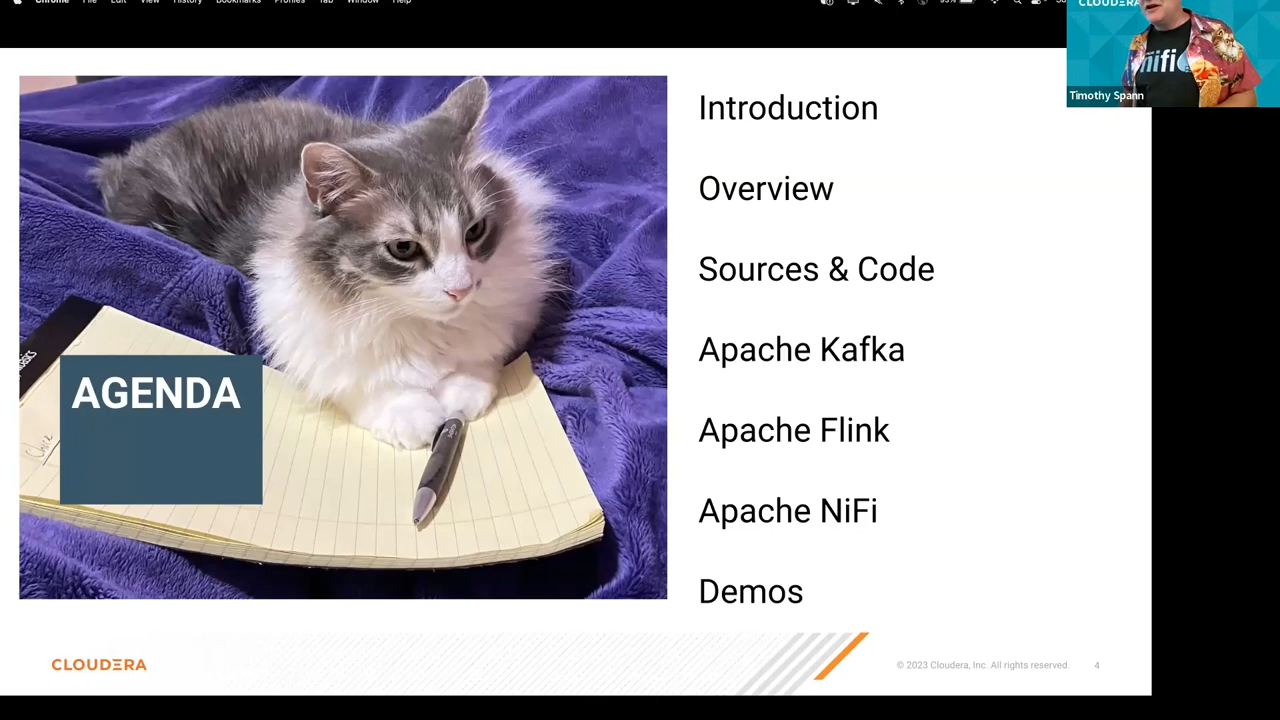 Chrome File Edit View History Bookmarks Profiles Tab Window Help
CLOUDERA
nifi
Timothy Spann
AGENDA
Introduction
Overview
Sources & Code
Apache Kafka
Apache Flink
Apache NiFi
Demos
CLOUDERA
© 2023 Cloudera, Inc. All rights reserved.
4